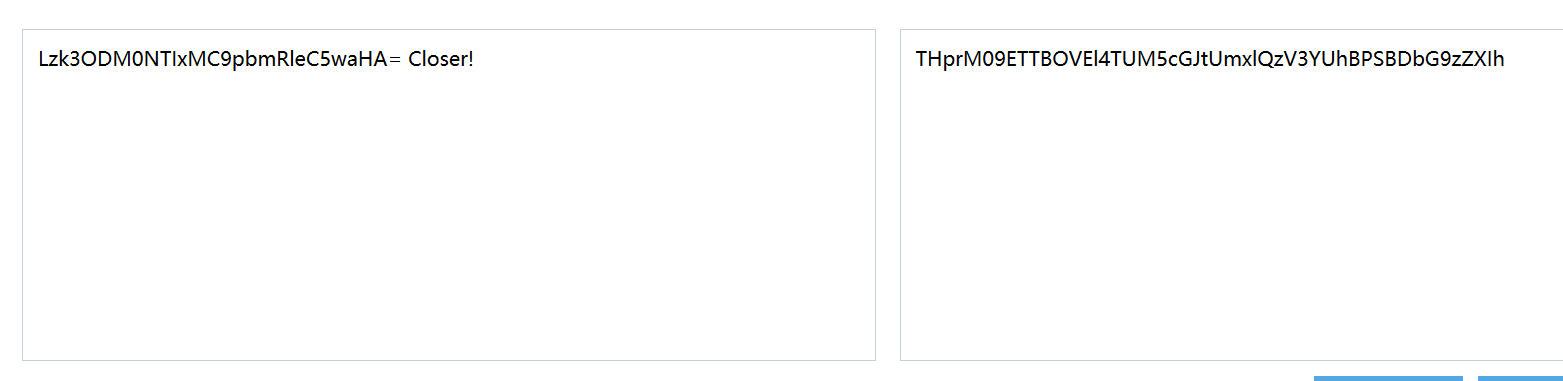 Lzk3ODM0NTIxMC9pbmRleC5waHA= Closer!
THprM09ETTBOVEl4TUM5cGJtUmxlQzV3YUhBPSBDbG9zZXIh